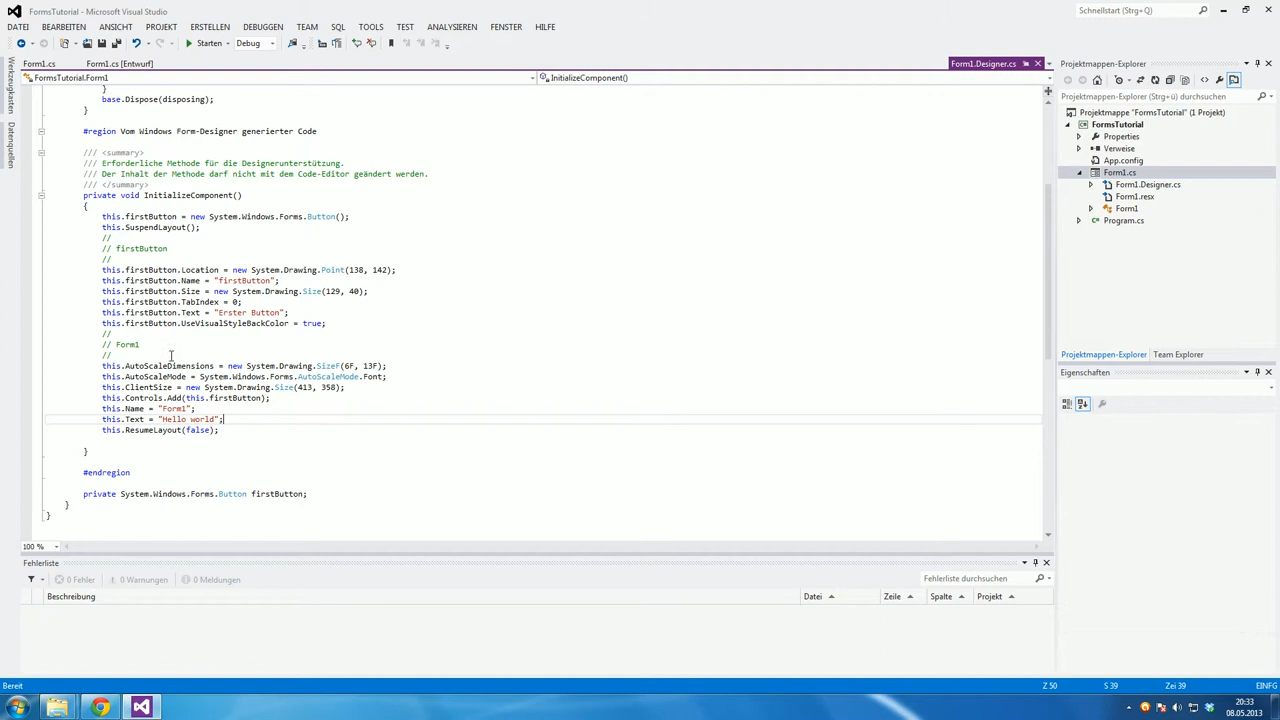 FormsTutorial - Microsoft Visual Studio
Schnellstart (Strg+Q)
DATEI BEARBEITEN ANSICHT PROJEKT ERSTELLEN DEBUGGEN TEAM SQL TOOLS TEST ANALYSIEREN FENSTER HILFE
Starten Debug
Form1.cs Form1.cs [Entwurf] Form1.Designer.cs
FormsTutorial.Form1 InitializeComponent()
Werkzeugkasten
Datenquellen
}
base.Dispose(disposing);
}
#region Vom Windows Form-Designer generierter Code
/// <summary>
/// Erforderliche Methode für die Designerunterstützung.
/// Der Inhalt der Methode darf nicht mit dem Code-Editor geändert werden.
/// </summary>
private void InitializeComponent()
{
this.firstButton = new System.Windows.Forms.Button();
this.SuspendLayout();
//
// firstButton
//
this.firstButton.Location = new System.Drawing.Point(138, 142);
this.firstButton.Name = "firstButton";
this.firstButton.Size = new System.Drawing.Size(129, 40);
this.firstButton.TabIndex = 0;
this.firstButton.Text = "Erster Button";
this.firstButton.UseVisualStyleBackColor = true;
//
// Form1
//
this.AutoScaleDimensions = new System.Drawing.SizeF(6F, 13F);
this.AutoScaleMode = System.Windows.Forms.AutoScaleMode.Font;
this.ClientSize = new System.Drawing.Size(413, 358);
this.Controls.Add(this.firstButton);
this.Name = "Form1";
this.Text = "Hello world";
this.ResumeLayout(false);
}
#endregion
private System.Windows.Forms.Button firstButton;
}
}
100 %
Fehlerliste
0 Fehler 0 Warnungen 0 Meldungen
Fehlerliste durchsuchen
Beschreibung Datei Zeile Spalte Projekt
Projektmappen-Explorer
Projektmappen-Explorer (Strg+ü) durchsuchen
Projektmappe "FormsTutorial" (1 Projekt)
FormsTutorial
Properties
Verweise
App.config
Form1.cs
Form1.Designer.cs
Form1.resx
Form1
Program.cs
Projektmappen-Explorer Team Explorer
Eigenschaften
Bereit Z 50 S 39 Zei 39 EINFG
20:33
08.05.2013